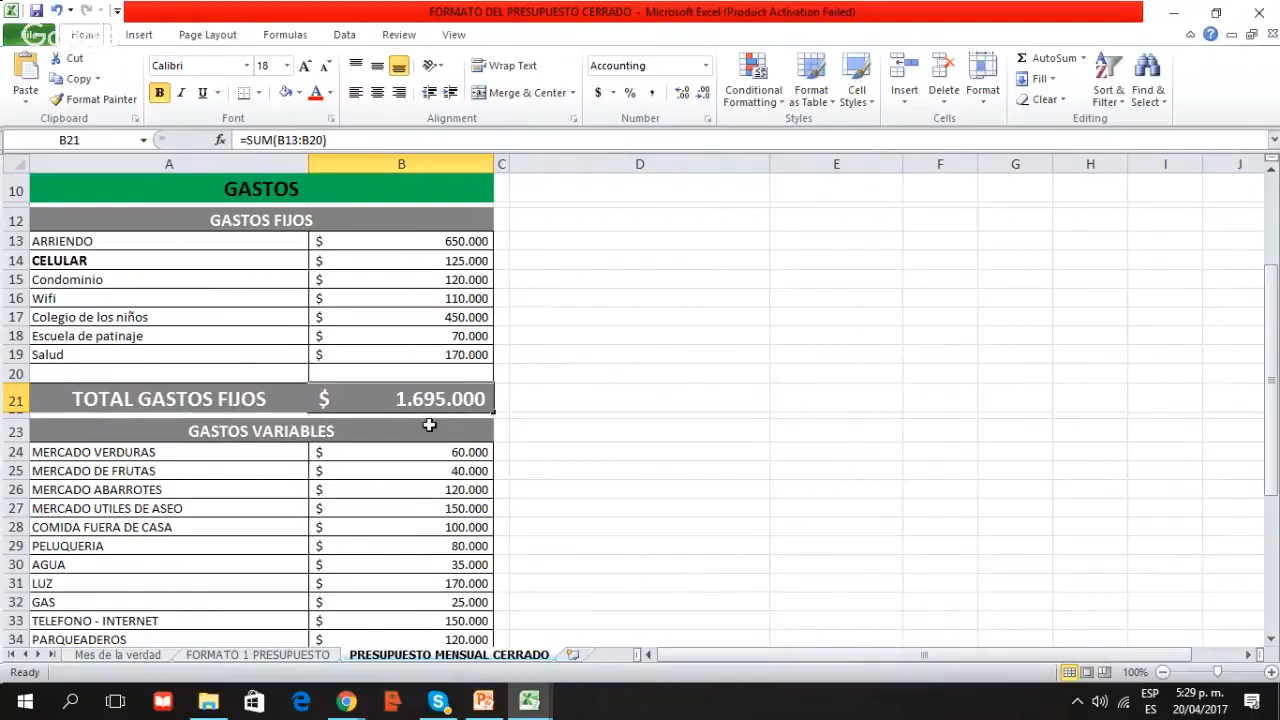 FORMATO DEL PRESUPUESTO CERRADO - Microsoft Excel (Product Activation Failed)
Home Insert Page Layout Formulas Data Review View
Paste Cut Copy Format Painter Clipboard
Calibri 18 B I U A A A Font
Wrap Text Merge & Center Alignment
Accounting $ % , Number
Conditional Formatting Format as Table Cell Styles Styles
Insert Delete Format Cells
Σ AutoSum Fill Clear Sort & Filter Find & Select Editing
B21 fx =SUM(B13:B20)
A B C D E F G H I J
10 GASTOS
12 GASTOS FIJOS
13 ARRIENDO $ 650.000
14 CELULAR $ 125.000
15 Condominio $ 120.000
16 Wifi $ 110.000
17 Colegio de los niños $ 450.000
18 Escuela de patinaje $ 70.000
19 Salud $ 170.000
20
21 TOTAL GASTOS FIJOS $ 1.695.000
23 GASTOS VARIABLES
24 MERCADO VERDURAS $ 60.000
25 MERCADO DE FRUTAS $ 40.000
26 MERCADO ABARROTES $ 120.000
27 MERCADO UTILES DE ASEO $ 150.000
28 COMIDA FUERA DE CASA $ 100.000
29 PELUQUERIA $ 80.000
30 AGUA $ 35.000
31 LUZ $ 170.000
32 GAS $ 25.000
33 TELEFONO - INTERNET $ 150.000
34 PARQUEADEROS $ 120.000
Mes de la verdad FORMATO 1 PRESUPUESTO PRESUPUESTO MENSUAL CERRADO
Ready 100%
ESP 5:29 p. m.
ES 20/04/2017